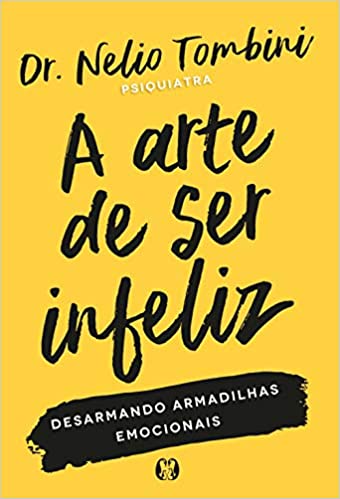 Dr. Nelio Tombini
PSIQUIATRA
A arte
de ser
infeliz
DESARMANDO ARMADILHAS
EMOCIONAIS